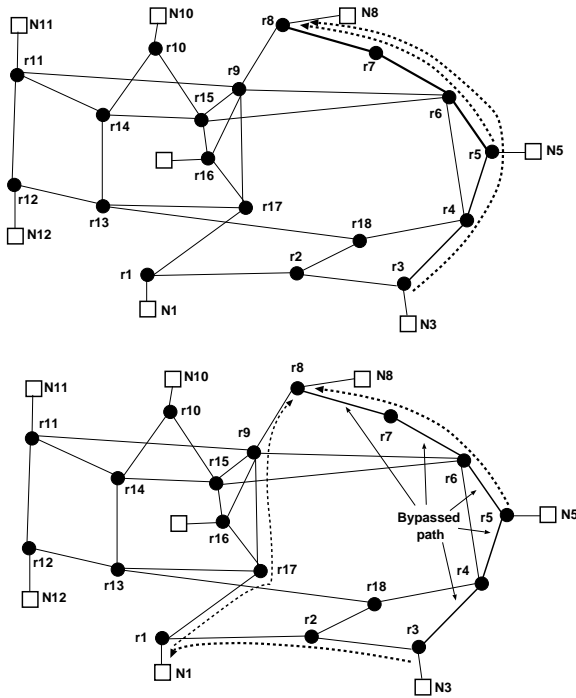 N11
N10
N8
r11
r10
r8
r7
r9
r15
r14
r6
r5
N5
r16
r12
r13
r17
r18
r4
N12
r2
r1
r3
N1
N3
N11
N10
N8
r8
r11
r10
r7
r9
r15
r14
r6
r5
N5
Bypassed
path
r16
r12
r13
r17
r18
r4
N12
r2
r1
r3
N1
N3